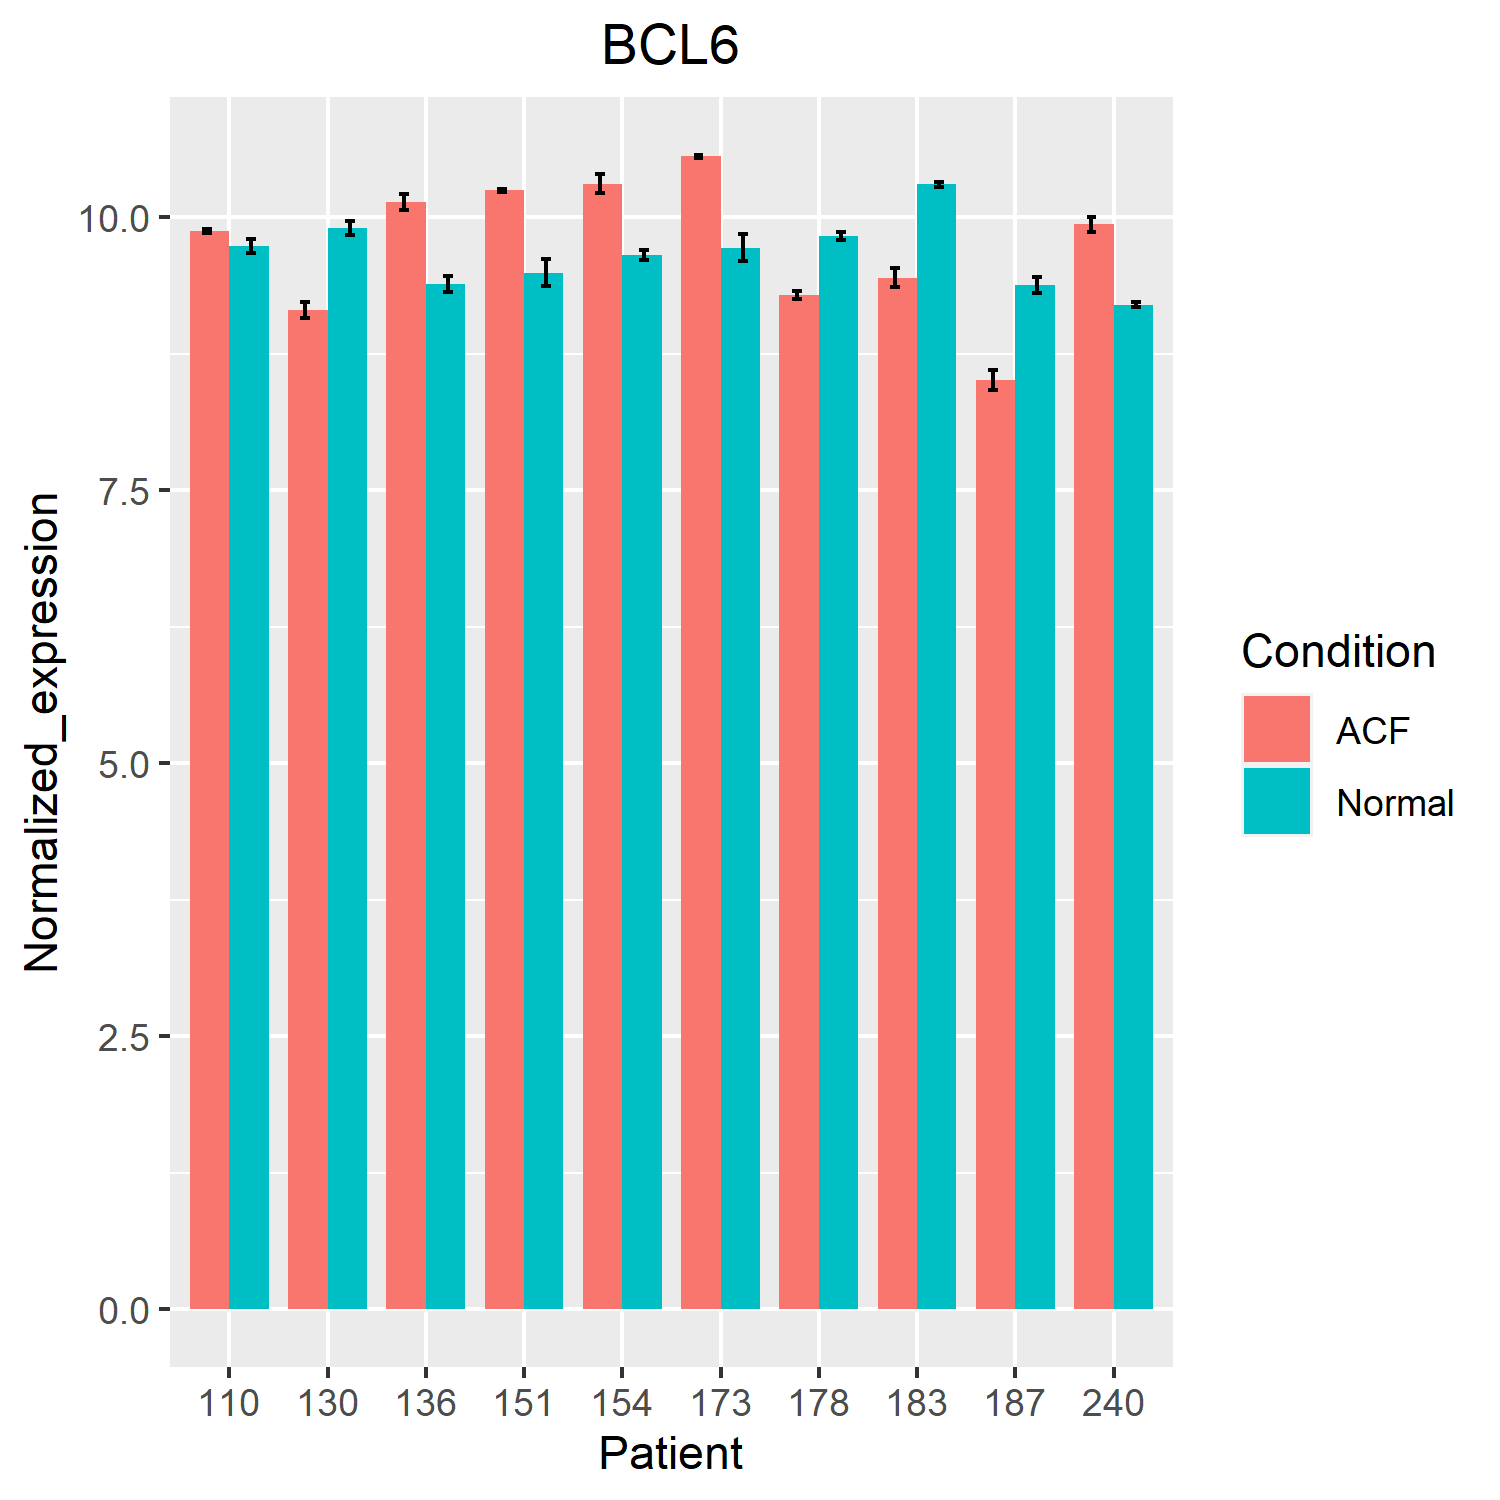 BCL6
Normalized_expression
10.0
7.5
5.0
2.5
0.0
110 130 136 151 154 173 178 183 187 240
Patient
Condition
ACF
Normal